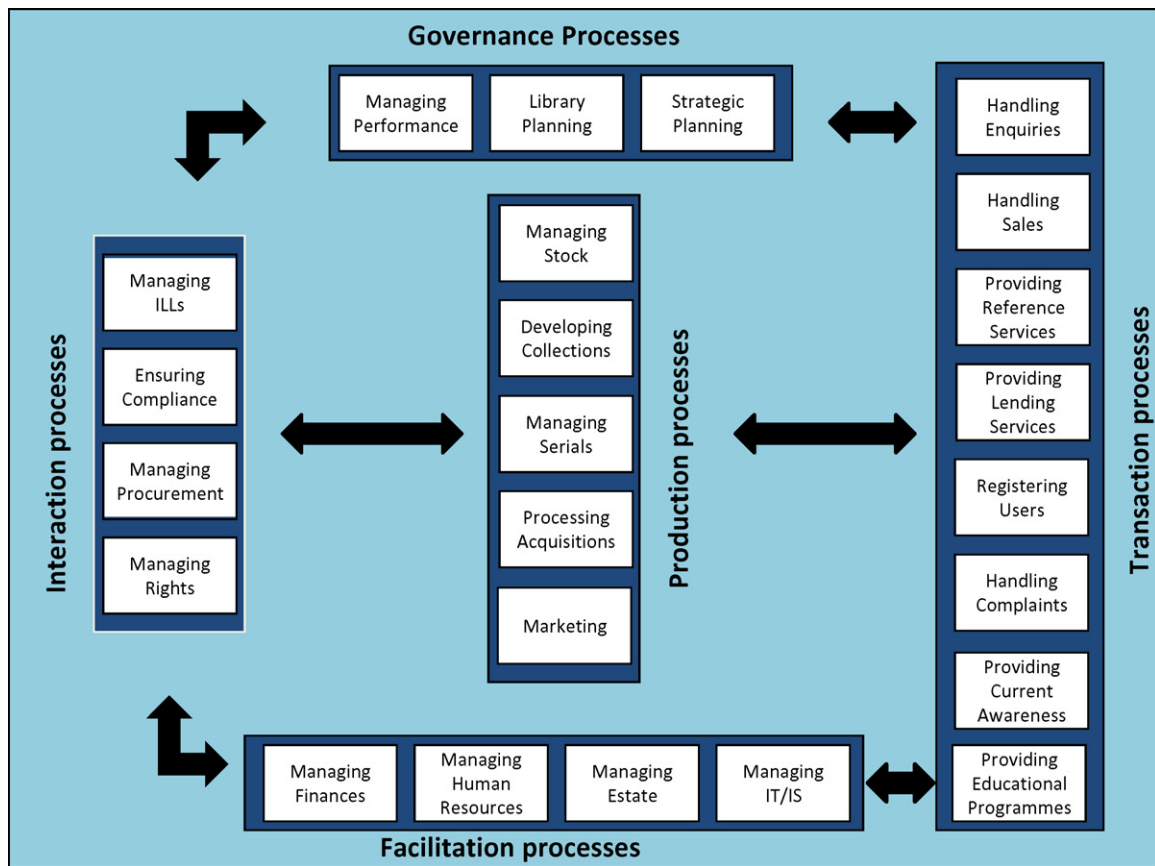 Governance Processes
Managing
Performance
Library
Planning
Strategic
Planning
Interaction processes
Managing
ILLs
Ensuring
Compliance
Managing
Procurement
Managing
Rights
Managing
Stock
Developing
Collections
Managing
Serials
Processing
Acquisitions
Marketing
Production processes
Handling
Enquiries
Handling
Sales
Providing
Reference
Services
Providing
Lending
Services
Registering
Users
Handling
Complaints
Providing
Current
Awareness
Providing
Educational
Programmes
Transaction processes
Managing
Finances
Managing
Human
Resources
Managing
Estate
Managing
IT/IS
Facilitation processes